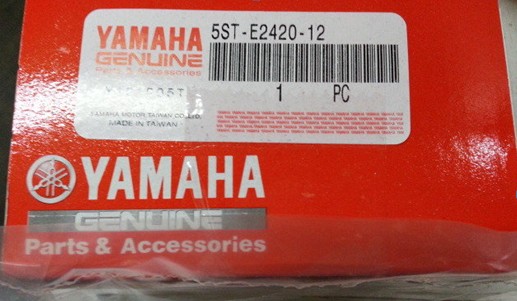 YAMAHA
GENUINE
Parts & Accessories
5ST-E2420-12
1 PC
YAMAHA MOTOR TAIWAN CO., LTD.
MADE IN TAIWAN
YAMAHA
GENUINE
Parts & Accessories